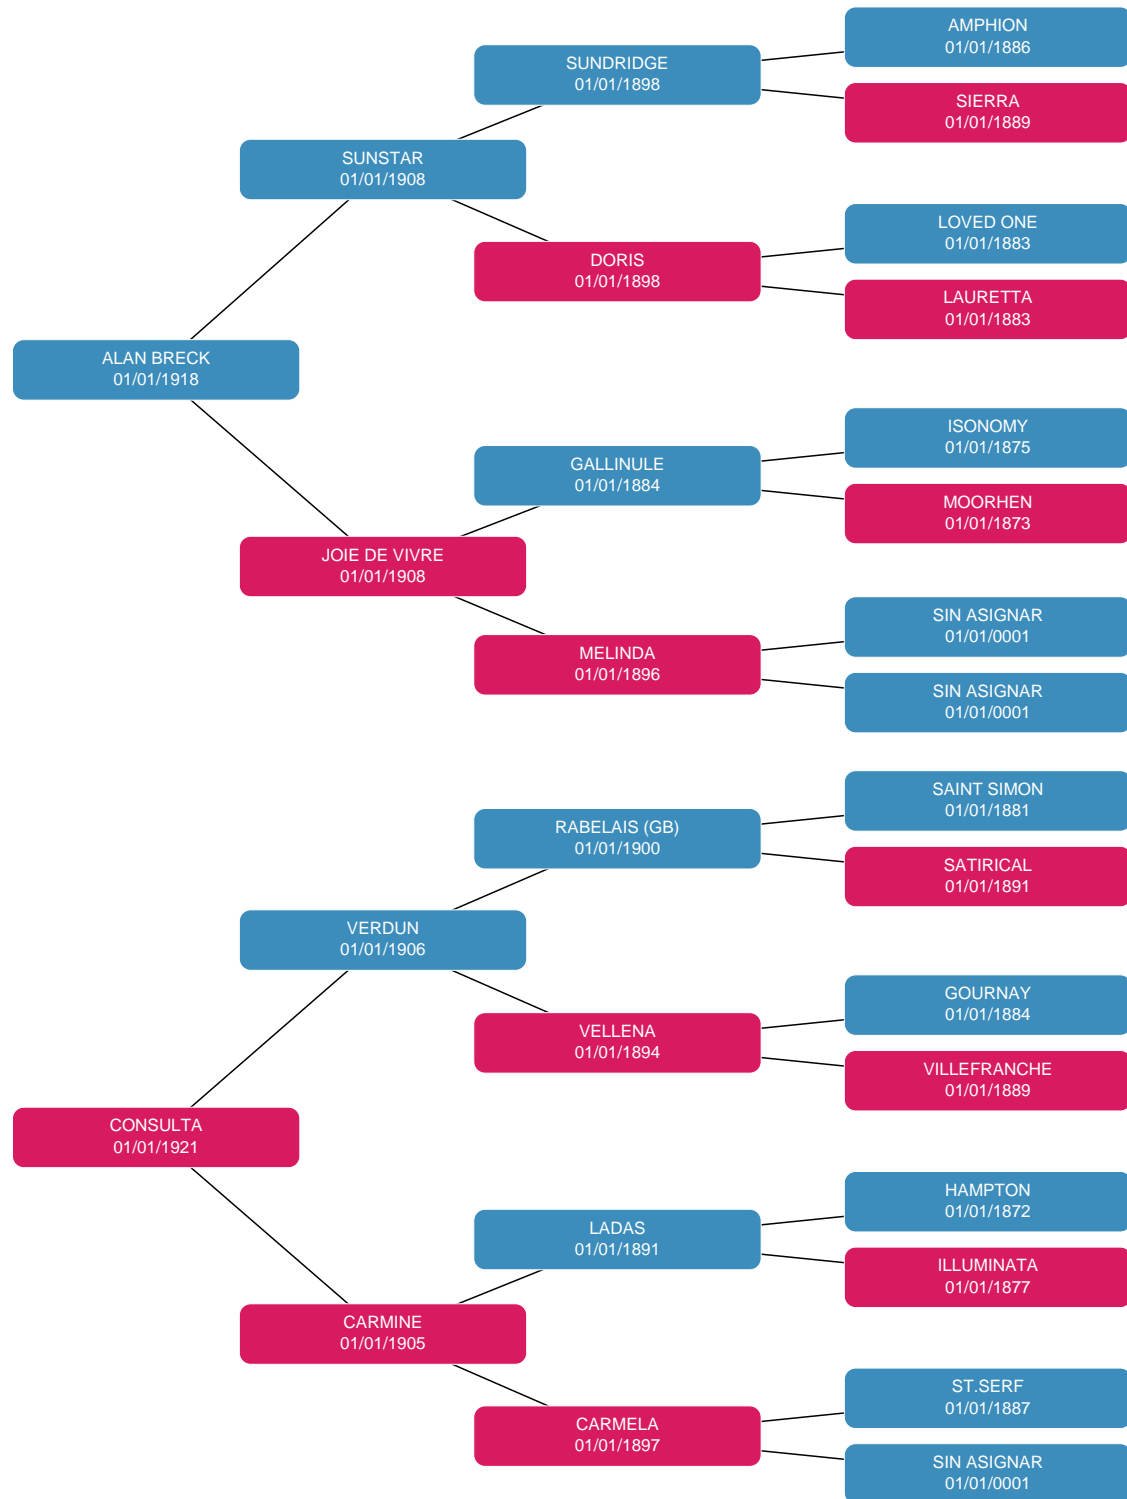 AMPHION
01/01/1886
SUNDRIDGE
01/01/1898
SIERRA
01/01/1889
SUNSTAR
01/01/1908
LOVED ONE
01/01/1883
DORIS
01/01/1898
LAURETTA
01/01/1883
ALAN BRECK
01/01/1918
ISONOMY
01/01/1875
GALLINULE
01/01/1884
MOORHEN
01/01/1873
JOIE DE VIVRE
01/01/1908
SIN ASIGNAR
01/01/0001
MELINDA
01/01/1896
SIN ASIGNAR
01/01/0001
SAINT SIMON
01/01/1881
RABELAIS (GB)
01/01/1900
SATIRICAL
01/01/1891
VERDUN
01/01/1906
GOURNAY
01/01/1884
VELLENA
01/01/1894
VILLEFRANCHE
01/01/1889
CONSULTA
01/01/1921
HAMPTON
01/01/1872
LADAS
01/01/1891
ILLUMINATA
01/01/1877
CARMINE
01/01/1905
ST.SERF
01/01/1887
CARMELA
01/01/1897
SIN ASIGNAR
01/01/0001